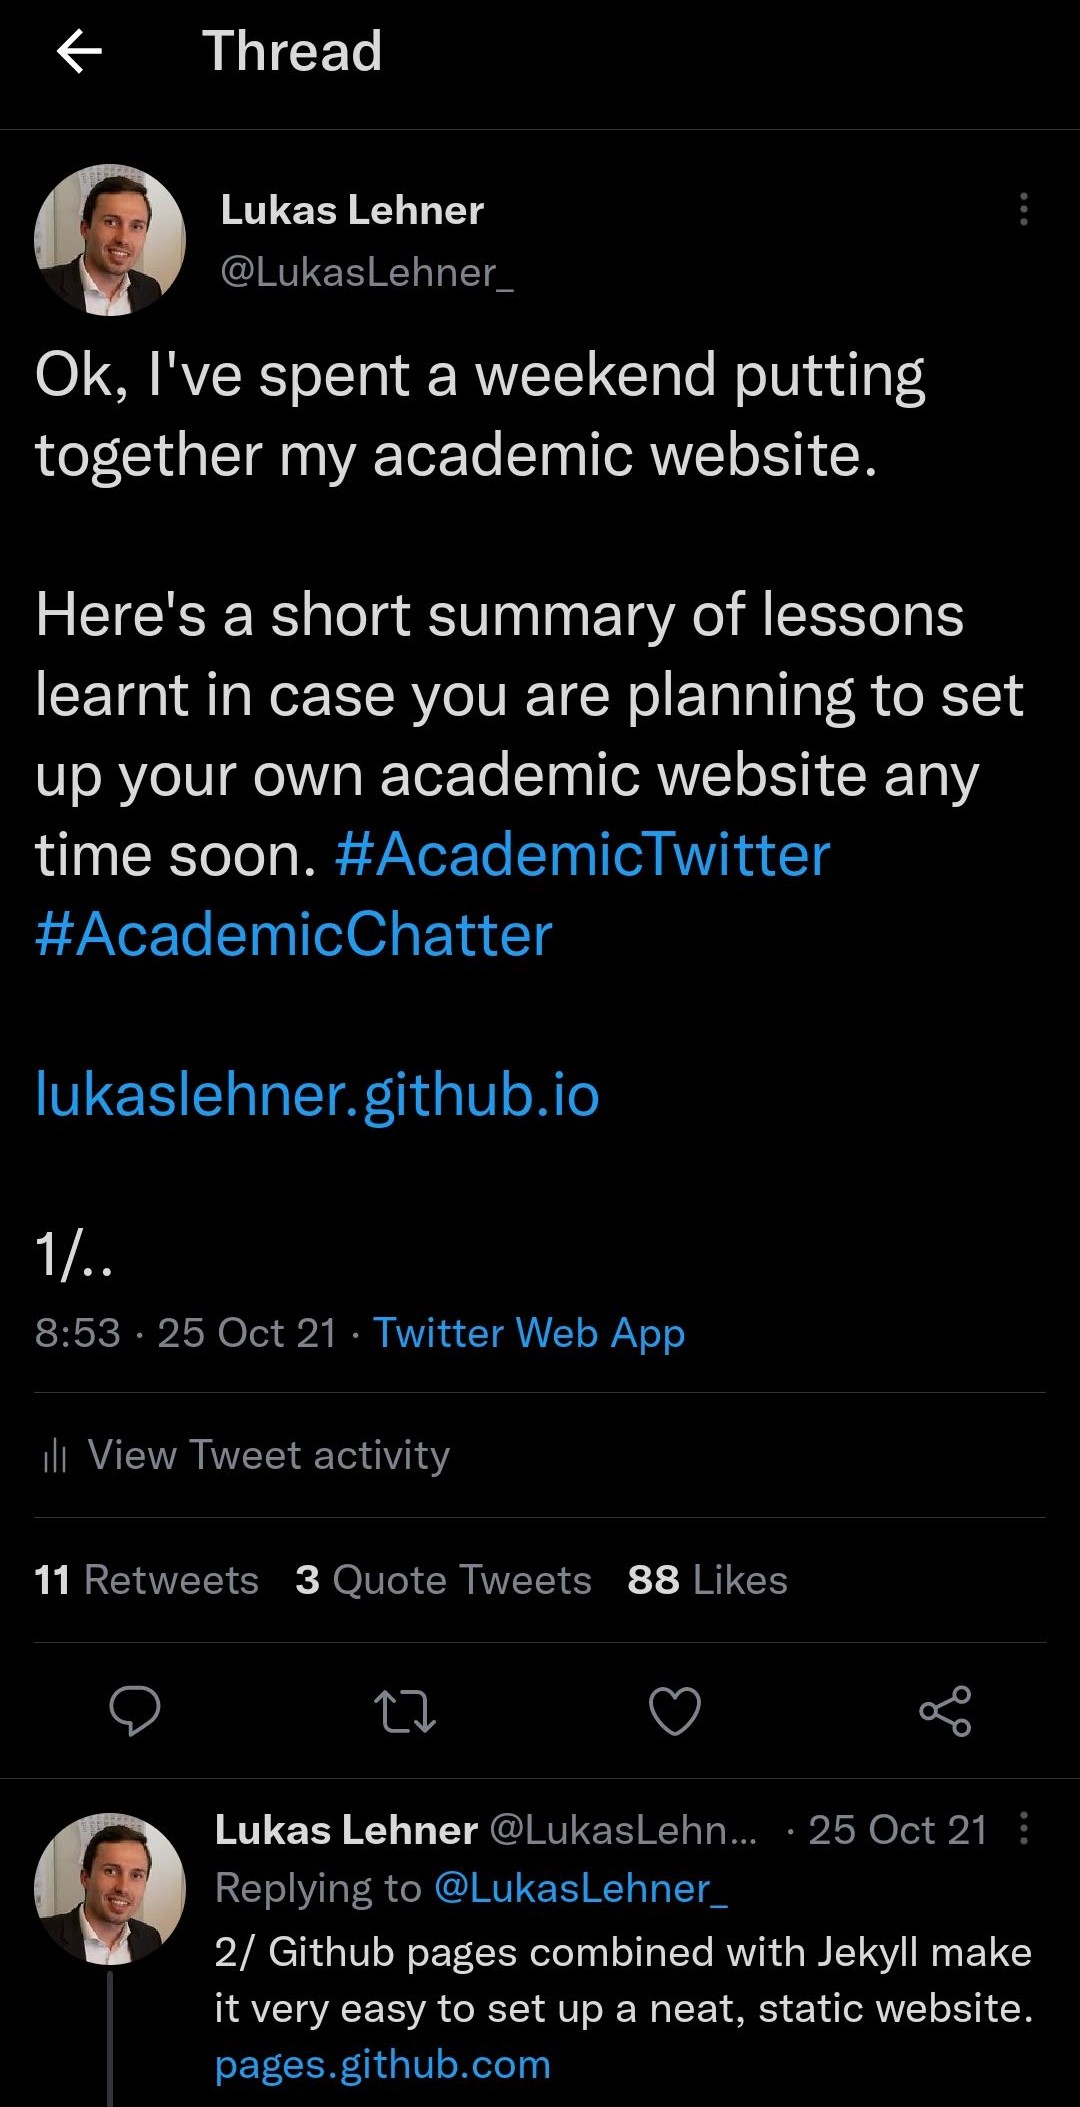 Thread
Lukas Lehner
@LukasLehner_
Ok, I've spent a weekend putting
together my academic website.
Here's a short summary of lessons
learnt in case you are planning to set
up your own academic website any
time soon. #AcademicTwitter
#AcademicChatter
lukaslehner.github.io
1/..
8:53 · 25 Oct 21 · Twitter Web App
View Tweet activity
11 Retweets 3 Quote Tweets 88 Likes
Lukas Lehner @LukasLehn... · 25 Oct 21
Replying to @LukasLehner_
2/ Github pages combined with Jekyll make
it very easy to set up a neat, static website.
pages.github.com